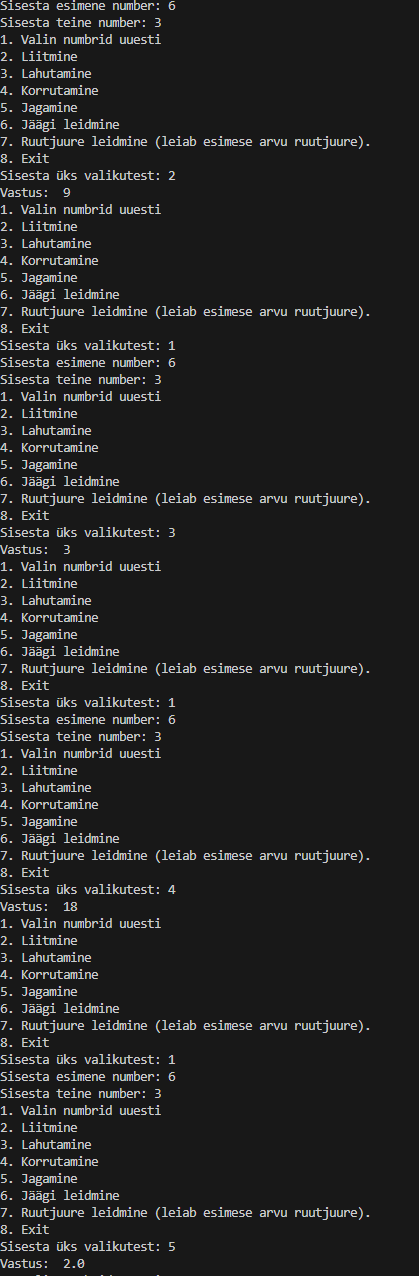 Sisesta esimene number: 6
Sisesta teine number: 3
1. Valin numbrid uuesti
2. Liitmine
3. Lahutamine
4. Korrutamine
5. Jagamine
6. Jäägi leidmine
7. Ruutjuure leidmine (leiab esimese arvu ruutjuure).
8. Exit
Sisesta üks valikutest: 2
Vastus:  9
1. Valin numbrid uuesti
2. Liitmine
3. Lahutamine
4. Korrutamine
5. Jagamine
6. Jäägi leidmine
7. Ruutjuure leidmine (leiab esimese arvu ruutjuure).
8. Exit
Sisesta üks valikutest: 1
Sisesta esimene number: 6
Sisesta teine number: 3
1. Valin numbrid uuesti
2. Liitmine
3. Lahutamine
4. Korrutamine
5. Jagamine
6. Jäägi leidmine
7. Ruutjuure leidmine (leiab esimese arvu ruutjuure).
8. Exit
Sisesta üks valikutest: 3
Vastus:  3
1. Valin numbrid uuesti
2. Liitmine
3. Lahutamine
4. Korrutamine
5. Jagamine
6. Jäägi leidmine
7. Ruutjuure leidmine (leiab esimese arvu ruutjuure).
8. Exit
Sisesta üks valikutest: 1
Sisesta esimene number: 6
Sisesta teine number: 3
1. Valin numbrid uuesti
2. Liitmine
3. Lahutamine
4. Korrutamine
5. Jagamine
6. Jäägi leidmine
7. Ruutjuure leidmine (leiab esimese arvu ruutjuure).
8. Exit
Sisesta üks valikutest: 4
Vastus:  18
1. Valin numbrid uuesti
2. Liitmine
3. Lahutamine
4. Korrutamine
5. Jagamine
6. Jäägi leidmine
7. Ruutjuure leidmine (leiab esimese arvu ruutjuure).
8. Exit
Sisesta üks valikutest: 1
Sisesta esimene number: 6
Sisesta teine number: 3
1. Valin numbrid uuesti
2. Liitmine
3. Lahutamine
4. Korrutamine
5. Jagamine
6. Jäägi leidmine
7. Ruutjuure leidmine (leiab esimese arvu ruutjuure).
8. Exit
Sisesta üks valikutest: 5
Vastus:  2.0